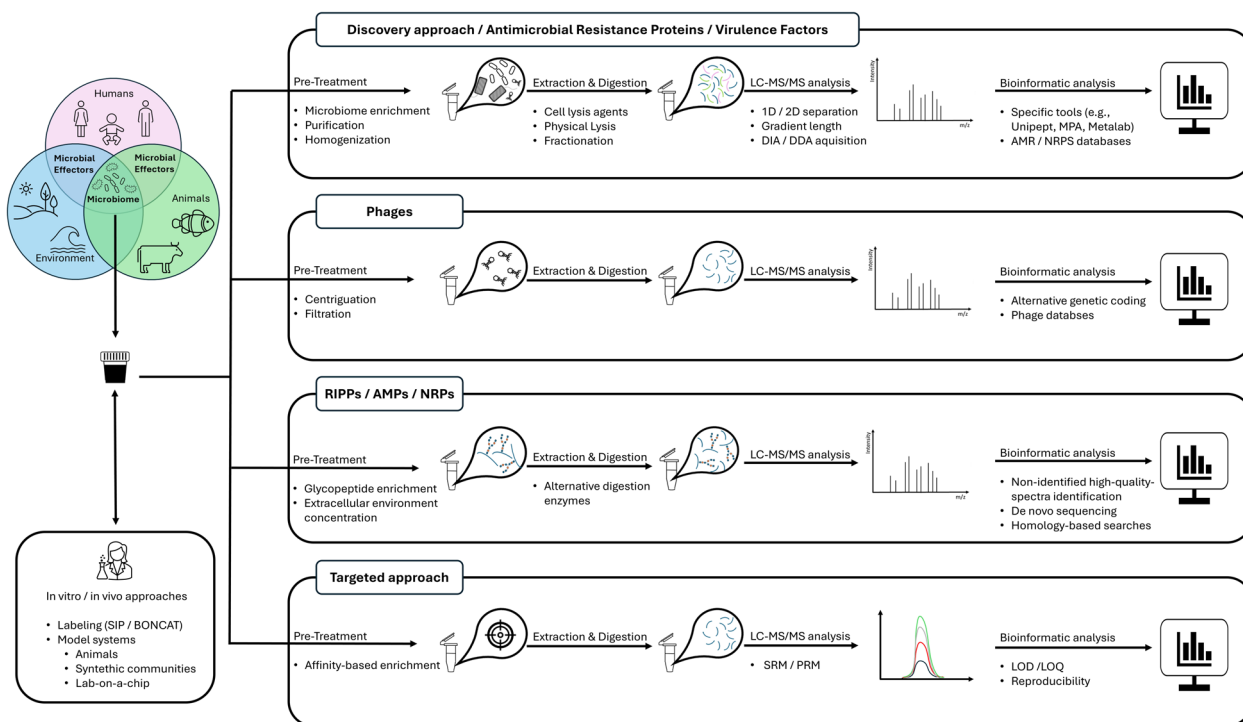 Humans
Microbial
Effectors
Microbial
Effectors
Microbiome
Animals
Environment
In vitro / in vivo approaches
• Labeling (SIP / BONCAT)
• Model systems
• Animals
• Syntethic communities
• Lab-on-a-chip
Discovery approach / Antimicrobial Resistance Proteins / Virulence Factors
Pre-Treatment
• Microbiome enrichment
• Purification
• Homogenization
Extraction & Digestion
• Cell lysis agents
• Physical Lysis
• Fractionation
LC-MS/MS analysis
• 1D / 2D separation
• Gradient length
• DIA / DDA aquisition
Intensity
m/z
Bioinformatic analysis
• Specific tools (e.g.,
Unipept, MPA, Metalab)
• AMR / NRPS databases
Phages
Pre-Treatment
• Centriguation
• Filtration
Extraction & Digestion
LC-MS/MS analysis
Intensity
m/z
Bioinformatic analysis
• Alternative genetic coding
• Phage databses
RIPPs / AMPs / NRPs
Pre-Treatment
• Glycopeptide enrichment
• Extracellular environment
concentration
Extraction & Digestion
• Alternative digestion
enzymes
LC-MS/MS analysis
Intensity
m/z
Bioinformatic analysis
• Non-identified high-quality-
spectra identification
• De novo sequencing
• Homology-based searches
Targeted approach
Pre-Treatment
• Affinity-based enrichment
Extraction & Digestion
LC-MS/MS analysis
• SRM / PRM
Bioinformatic analysis
• LOD /LOQ
• Reproducibility